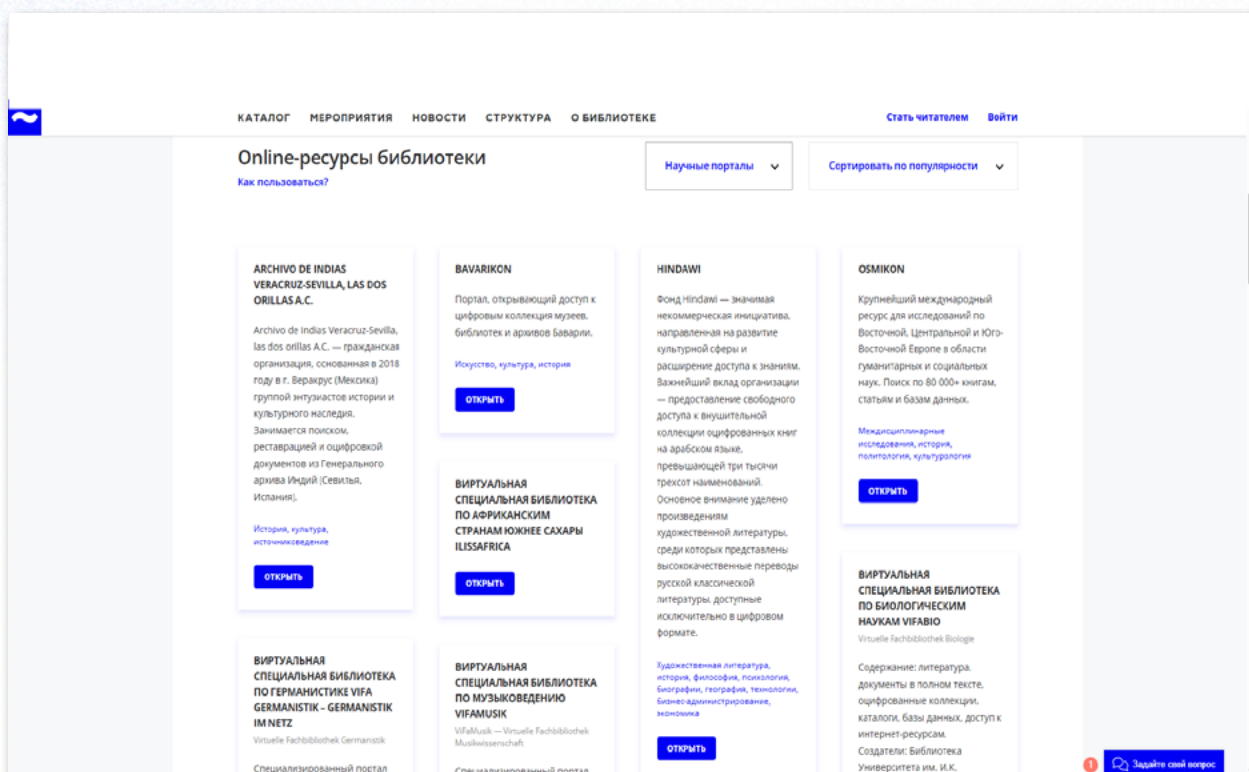 КАТАЛОГ МЕРОПРИЯТИЯ НОВОСТИ СТРУКТУРА О БИБЛИОТЕКЕ Стать читателем Войти
Online-ресурсы библиотеки
Как пользоваться?
Научные порталы
Сортировать по популярности
ARCHIVO DE INDIAS
VERACRUZ-SEVILLA, LAS DOS
ORILLAS A.C.
Archivo de Indias Veracruz-Sevilla,
las dos orillas A.C. — гражданская
организация, основанная в 2018
году в г. Веракрус (Мексика)
группой энтузиастов истории и
культурного наследия.
Занимается поиском,
реставрацией и оцифровкой
документов из Генерального
архива Индий (Севилья,
Испания).
История, культура,
источниковедение
ОТКРЫТЬ
ВИРТУАЛЬНАЯ
СПЕЦИАЛЬНАЯ БИБЛИОТЕКА
ПО ГЕРМАНИСТИКЕ VIFA
GERMANISTIK – GERMANISTIK
IM NETZ
Virtuelle Fachbibliothek Germanistik
Специализированный портал
BAVARIKON
Портал, открывающий доступ к
цифровым коллекция музеев,
библиотек и архивов Баварии.
Искусство, культура, история
ОТКРЫТЬ
ВИРТУАЛЬНАЯ
СПЕЦИАЛЬНАЯ БИБЛИОТЕКА
ПО АФРИКАНСКИМ
СТРАНАМ ЮЖНЕЕ САХАРЫ
ILISSAFRICA
ОТКРЫТЬ
ВИРТУАЛЬНАЯ
СПЕЦИАЛЬНАЯ БИБЛИОТЕКА
ПО МУЗЫКОВЕДЕНИЮ
VIFAMUSIK
ViFaMusik — Virtuelle Fachbibliothek
Musikwissenschaft
Специализированный портал
HINDAWI
Фонд Hindawi — значимая
некоммерческая инициатива,
направленная на развитие
культурной сферы и
расширение доступа к знаниям.
Важнейший вклад организации
— предоставление свободного
доступа к внушительной
коллекции оцифрованных книг
на арабском языке,
превышающей три тысячи
трехсот наименований.
Основное внимание уделено
произведениям
художественной литературы,
среди которых представлены
высококачественные переводы
русской классической
литературы, доступные
исключительно в цифровом
формате.
Художественная литература,
история, философия, психология,
биографии, география, технологии,
бизнес-администрирование,
экономика
ОТКРЫТЬ
OSMIKON
Крупнейший международный
ресурс для исследований по
Восточной, Центральной и Юго-
Восточной Европе в области
гуманитарных и социальных
наук. Поиск по 80 000+ книгам,
статьям и базам данных.
Междисциплинарные
исследования, история,
политология, культурология
ОТКРЫТЬ
ВИРТУАЛЬНАЯ
СПЕЦИАЛЬНАЯ БИБЛИОТЕКА
ПО БИОЛОГИЧЕСКИМ
НАУКАМ VIFABIO
Virtuelle Fachbibliothek Biologie
Содержание: литература,
документы в полном тексте,
оцифрованные коллекции,
каталоги, базы данных, доступ к
интернет-ресурсам.
Создатели: Библиотека
Университета им. И.К.
1 Задайте свой вопрос